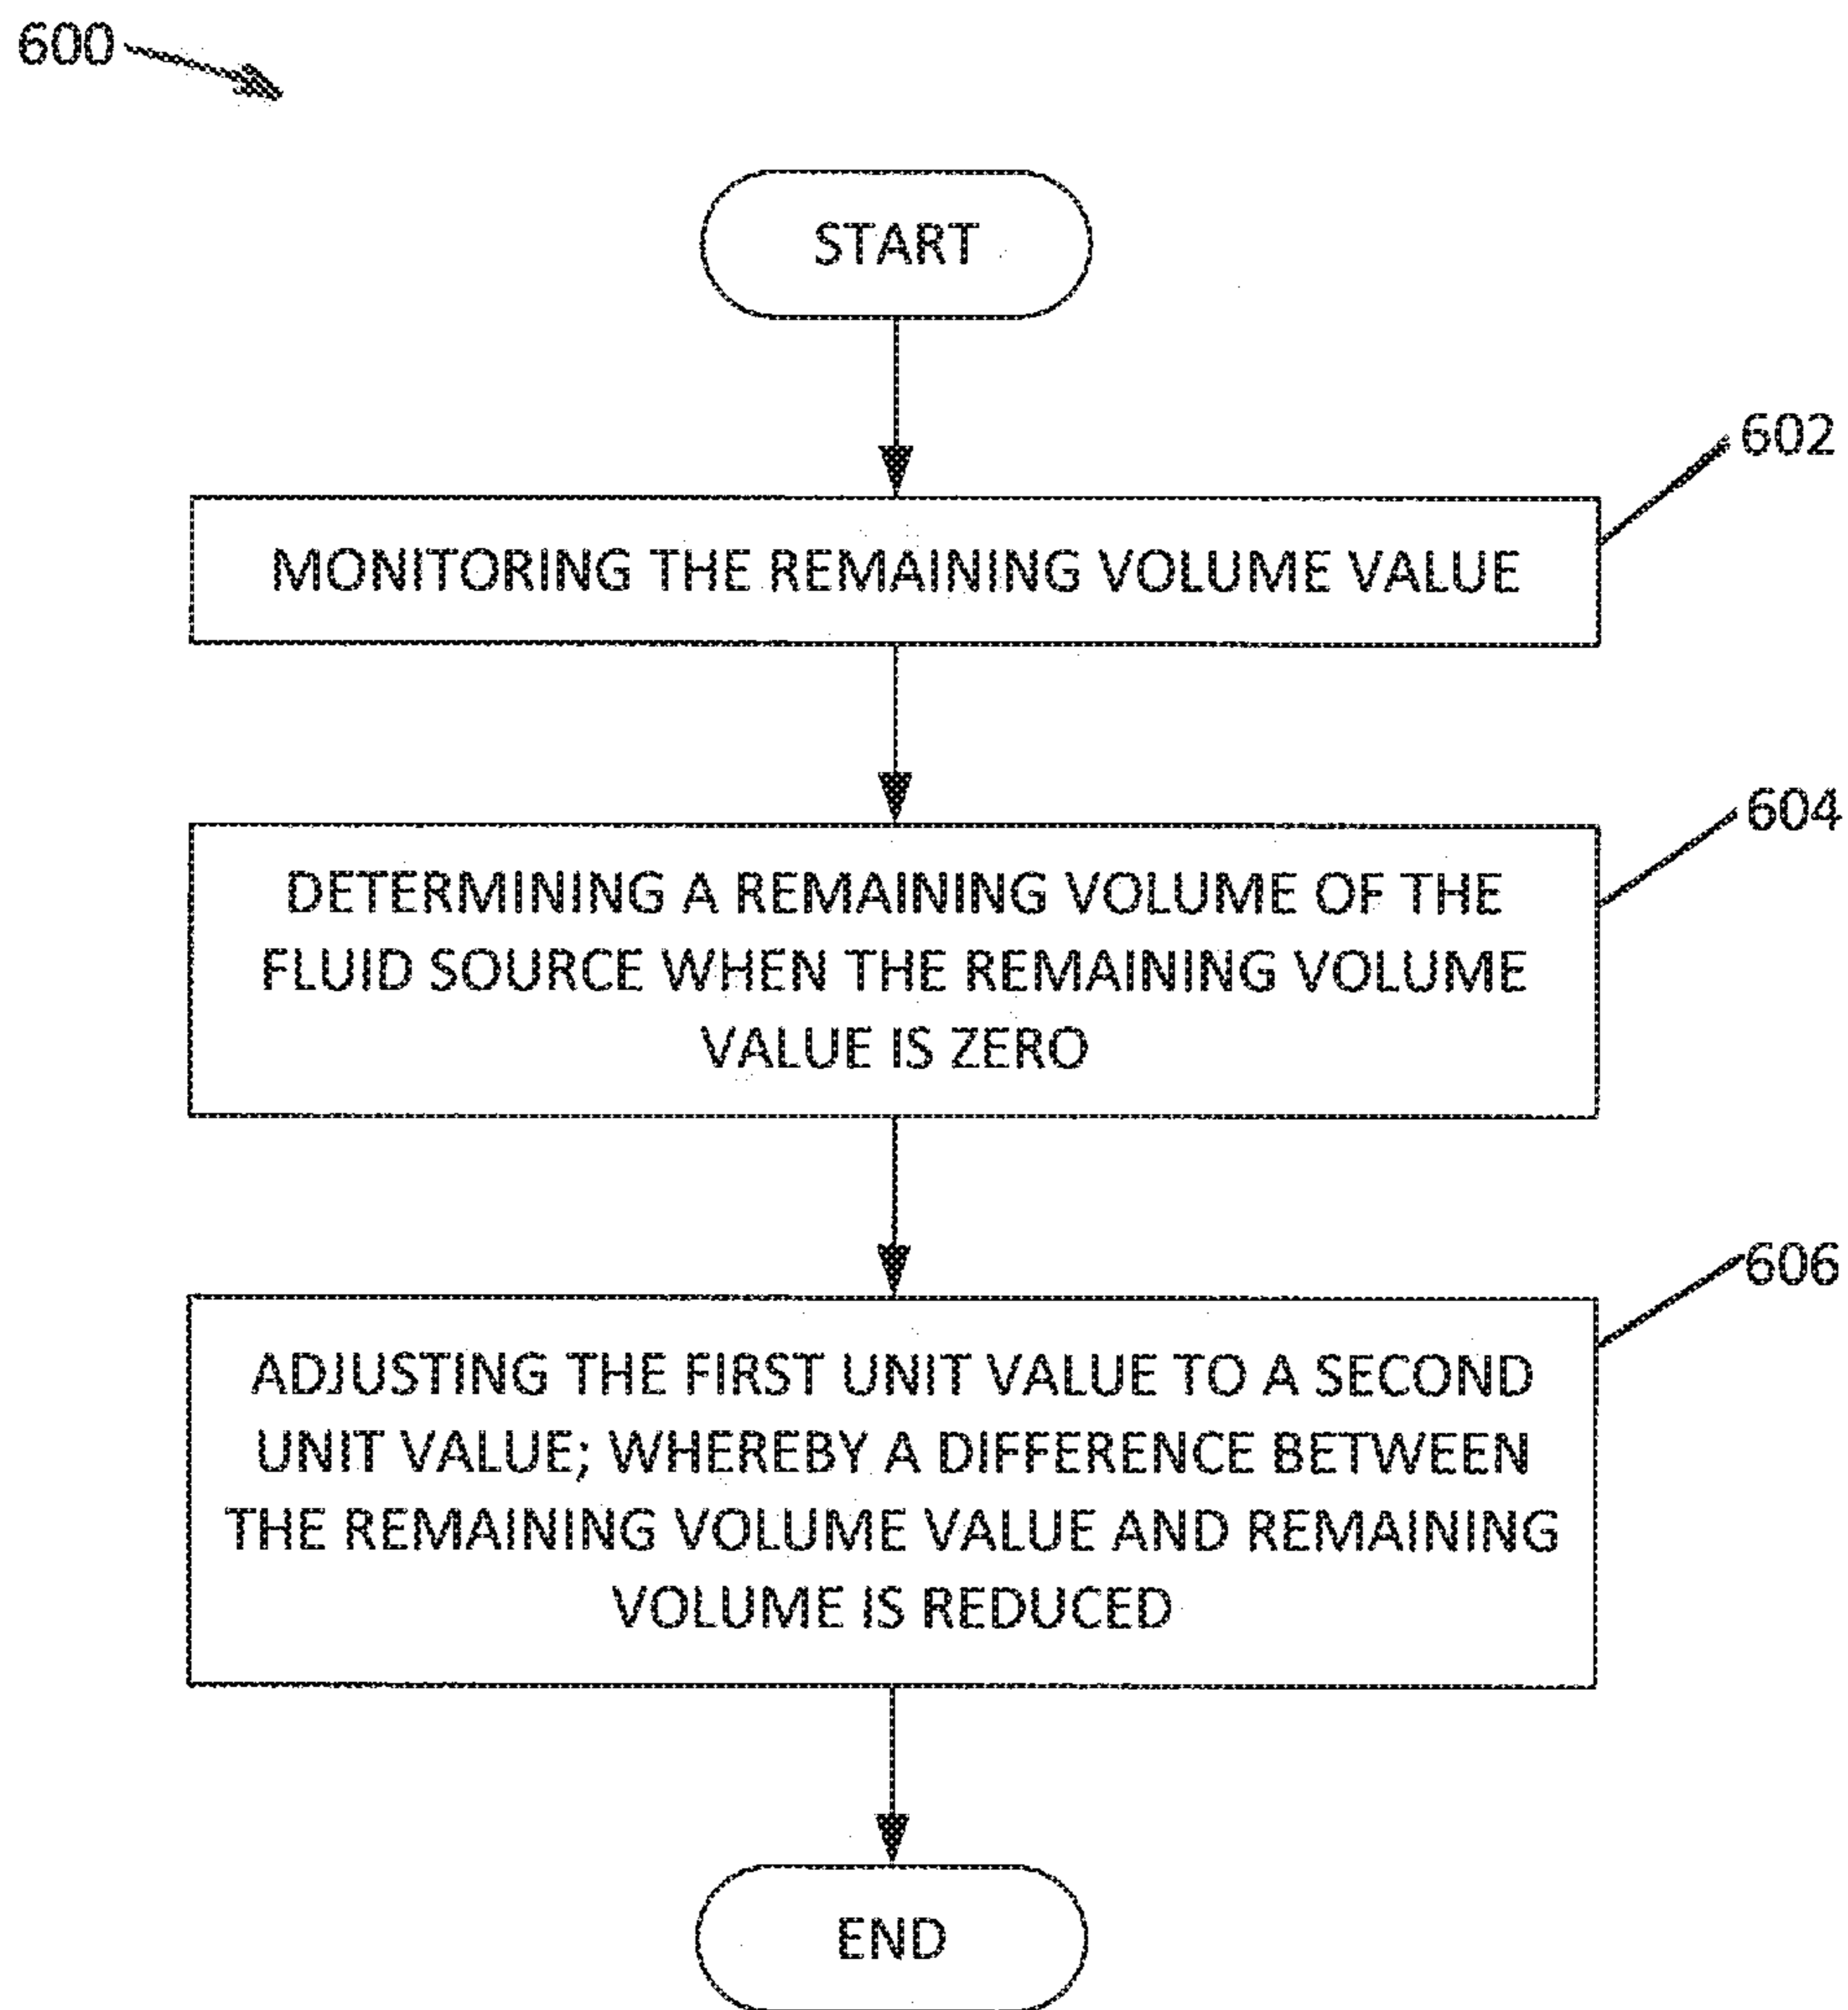 600
START
602
MONITORING THE REMAINING VOLUME VALUE
604
DETERMINING A REMAINING VOLUME OF THE
FLUID SOURCE WHEN THE REMAINING VOLUME
VALUE IS ZERO
606
ADJUSTING THE FIRST UNIT VALUE TO A SECOND
UNIT VALUE; WHEREBY A DIFFERENCE BETWEEN
THE REMAINING VOLUME VALUE AND REMAINING
VOLUME IS REDUCED
END